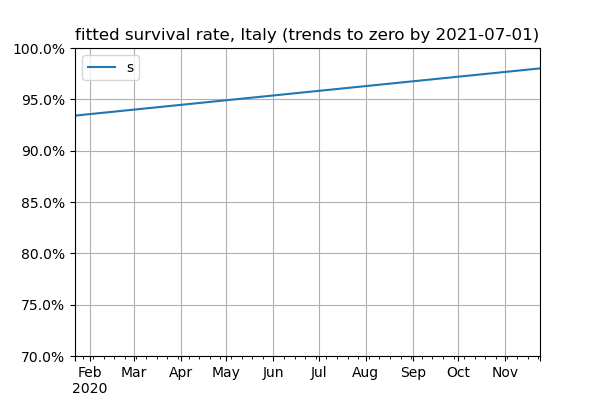 fitted survival rate, Italy (trends to zero by 2021-07-01)
100.0%
s
95.0%
90.0%
85.0%
80.0%
75.0%
70.0%
Feb Mar Apr May Jun Jul Aug Sep Oct Nov
2020